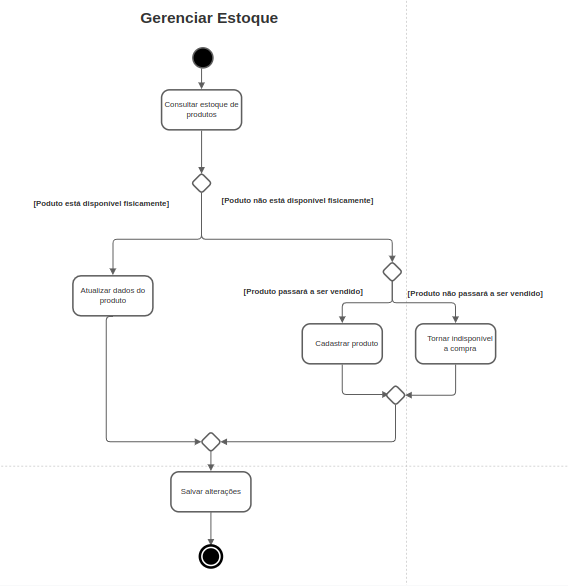 Gerenciar Estoque
Consultar estoque de
produtos
[Poduto está disponível fisicamente]
[Poduto não está disponível fisicamente]
Atualizar dados do
produto
[Produto passará a ser vendido]
[Produto não passará a ser vendido]
Cadastrar produto
Tornar indisponível
a compra
Salvar alterações